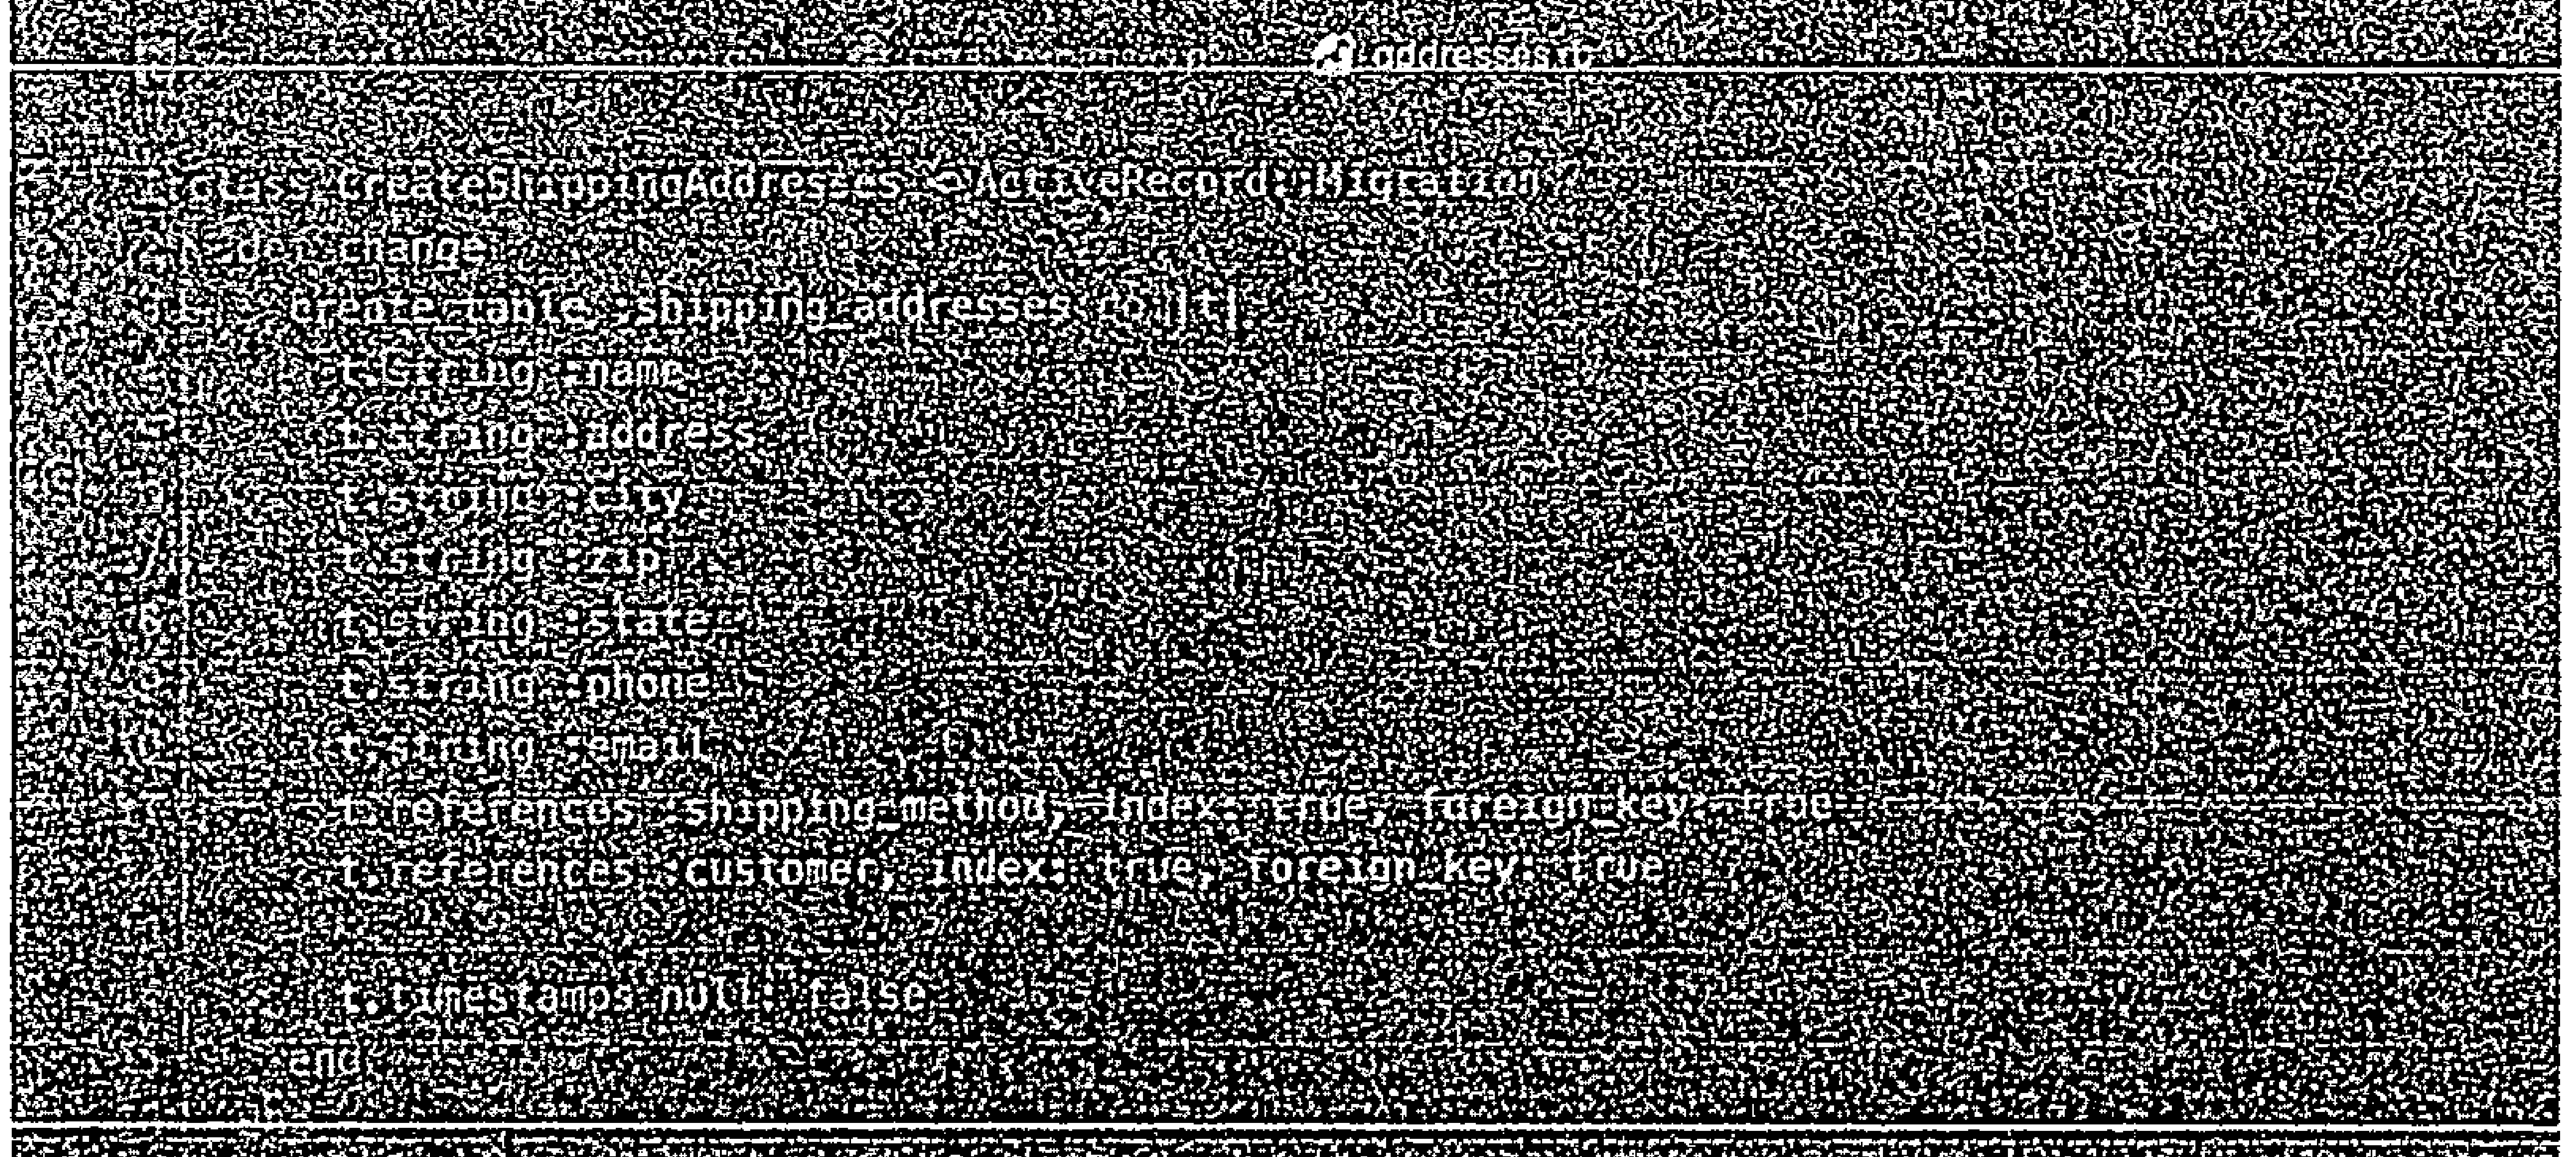 addresses.rb
class CreateShippingAddresses < ActiveRecord::Migration
def change
create_table :shipping_addresses do |t|
t.string :name
t.string :address
t.string :city
t.string :zip
t.string :state
t.string :phone
t.string :email
t.references :shipping_method, index: true, foreign_key: true
t.references :customer, index: true, foreign_key: true
t.timestamps null: false
end